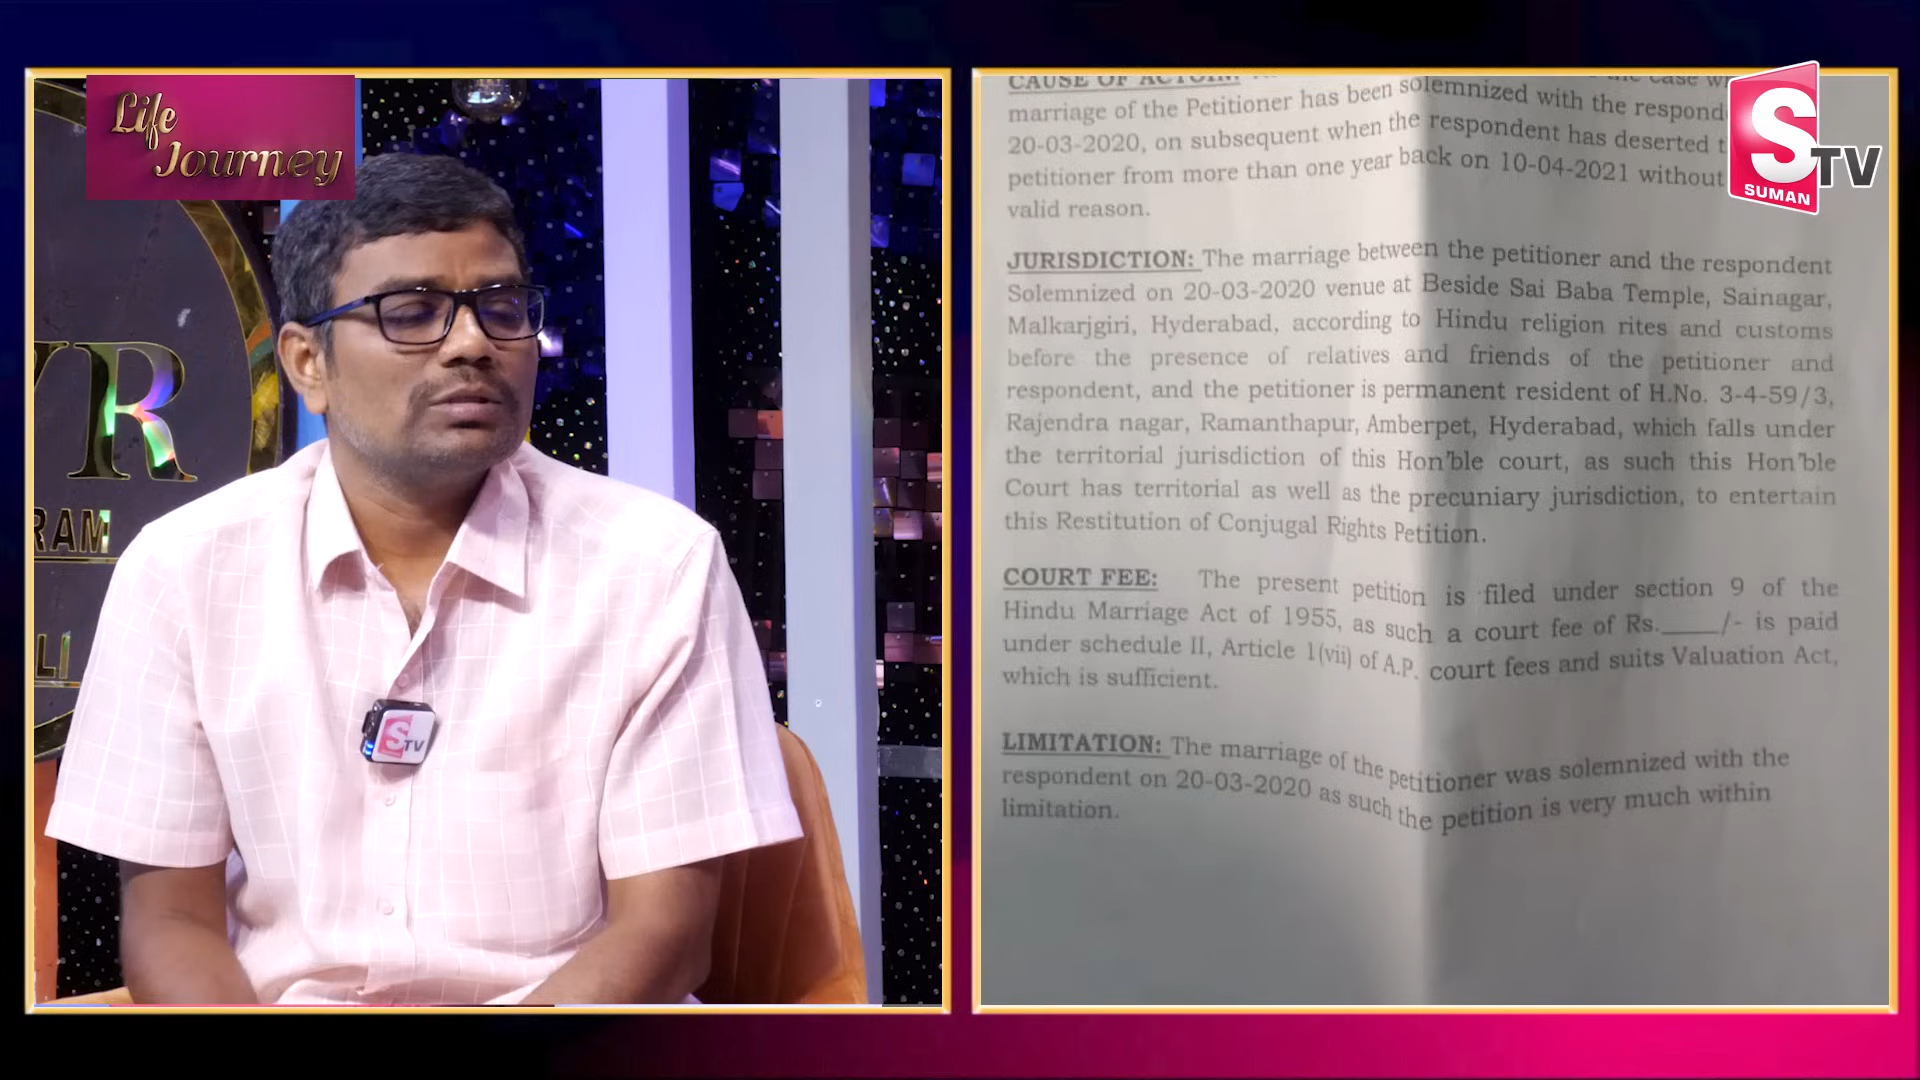 Life
Journey
R
RAM
LI
STV
CAUSE OF ACTOIN: the case
marriage of the Petitioner has been solemnized with the respond
20-03-2020, on subsequent when the respondent has deserted
petitioner from more than one year back on 10-04-2021 without
valid reason.
JURISDICTION: The marriage between the petitioner and the respondent
Solemnized on 20-03-2020 venue at Beside Sai Baba Temple, Sainagar,
Malkarjgiri, Hyderabad, according to Hindu religion rites and customs
before the presence of relatives and friends of the petitioner and
respondent, and the petitioner is permanent resident of H.No. 3-4-59/3,
Rajendra nagar, Ramanthapur, Amberpet, Hyderabad, which falls under
the territorial jurisdiction of this Hon'ble court, as such this Hon'ble
Court has territorial as well as the precuniary jurisdiction, to entertain
this Restitution of Conjugal Rights Petition.
COURT FEE: The present petition is filed under section 9 of the
Hindu Marriage Act of 1955, as such a court fee of Rs.____/- is paid
under schedule II, Article 1(vii) of A.P. court fees and suits Valuation Act,
which is sufficient.
LIMITATION: The marriage of the petitioner was solemnized with the
respondent on 20-03-2020 as such the petition is very much within
limitation.
STV
SUMAN